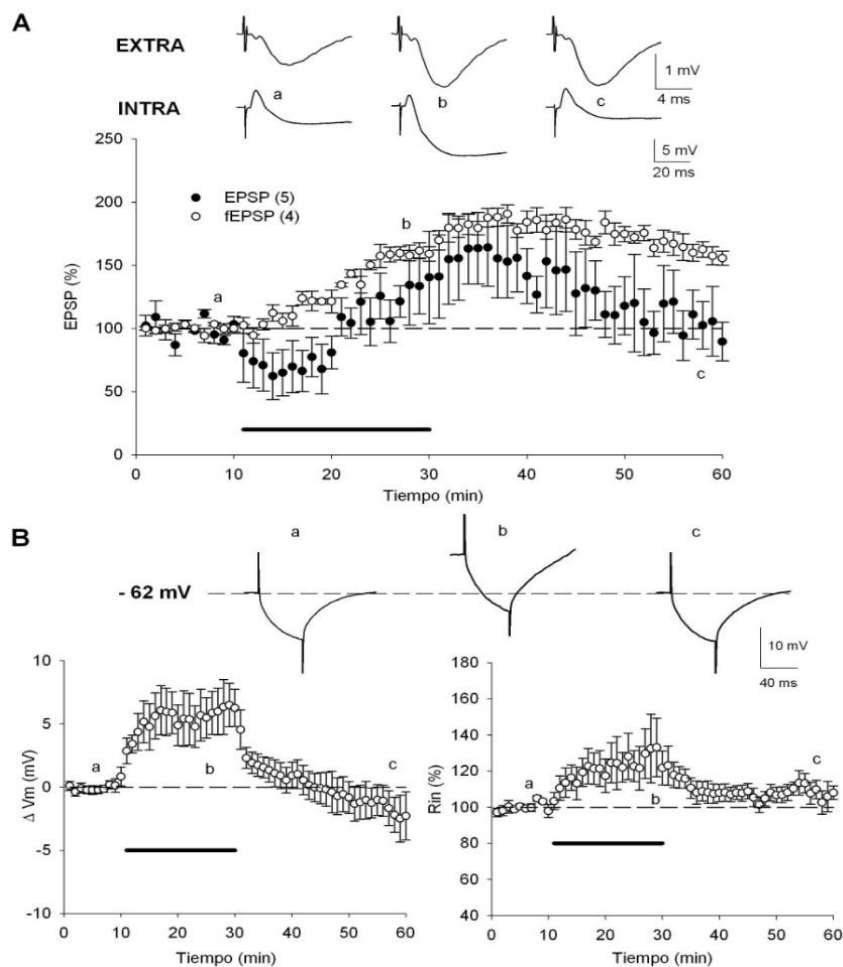 A
EXTRA
1 mV
4 ms
INTRA
a
b
c
5 mV
20 ms
EPSP (5)
fEPSP (4)
250
200
150
100
50
0
EPSP (%)
a
b
c
0
10
20
30
40
50
60
Tiempo (min)
B
a
b
c
- 62 mV
10 mV
40 ms
10
5
0
-5
-10
Δ Vm (mV)
a
b
c
0
10
20
30
40
50
60
Tiempo (min)
180
160
140
120
100
80
60
40
Rin (%)
a
b
c
0
10
20
30
40
50
60
Tiempo (min)